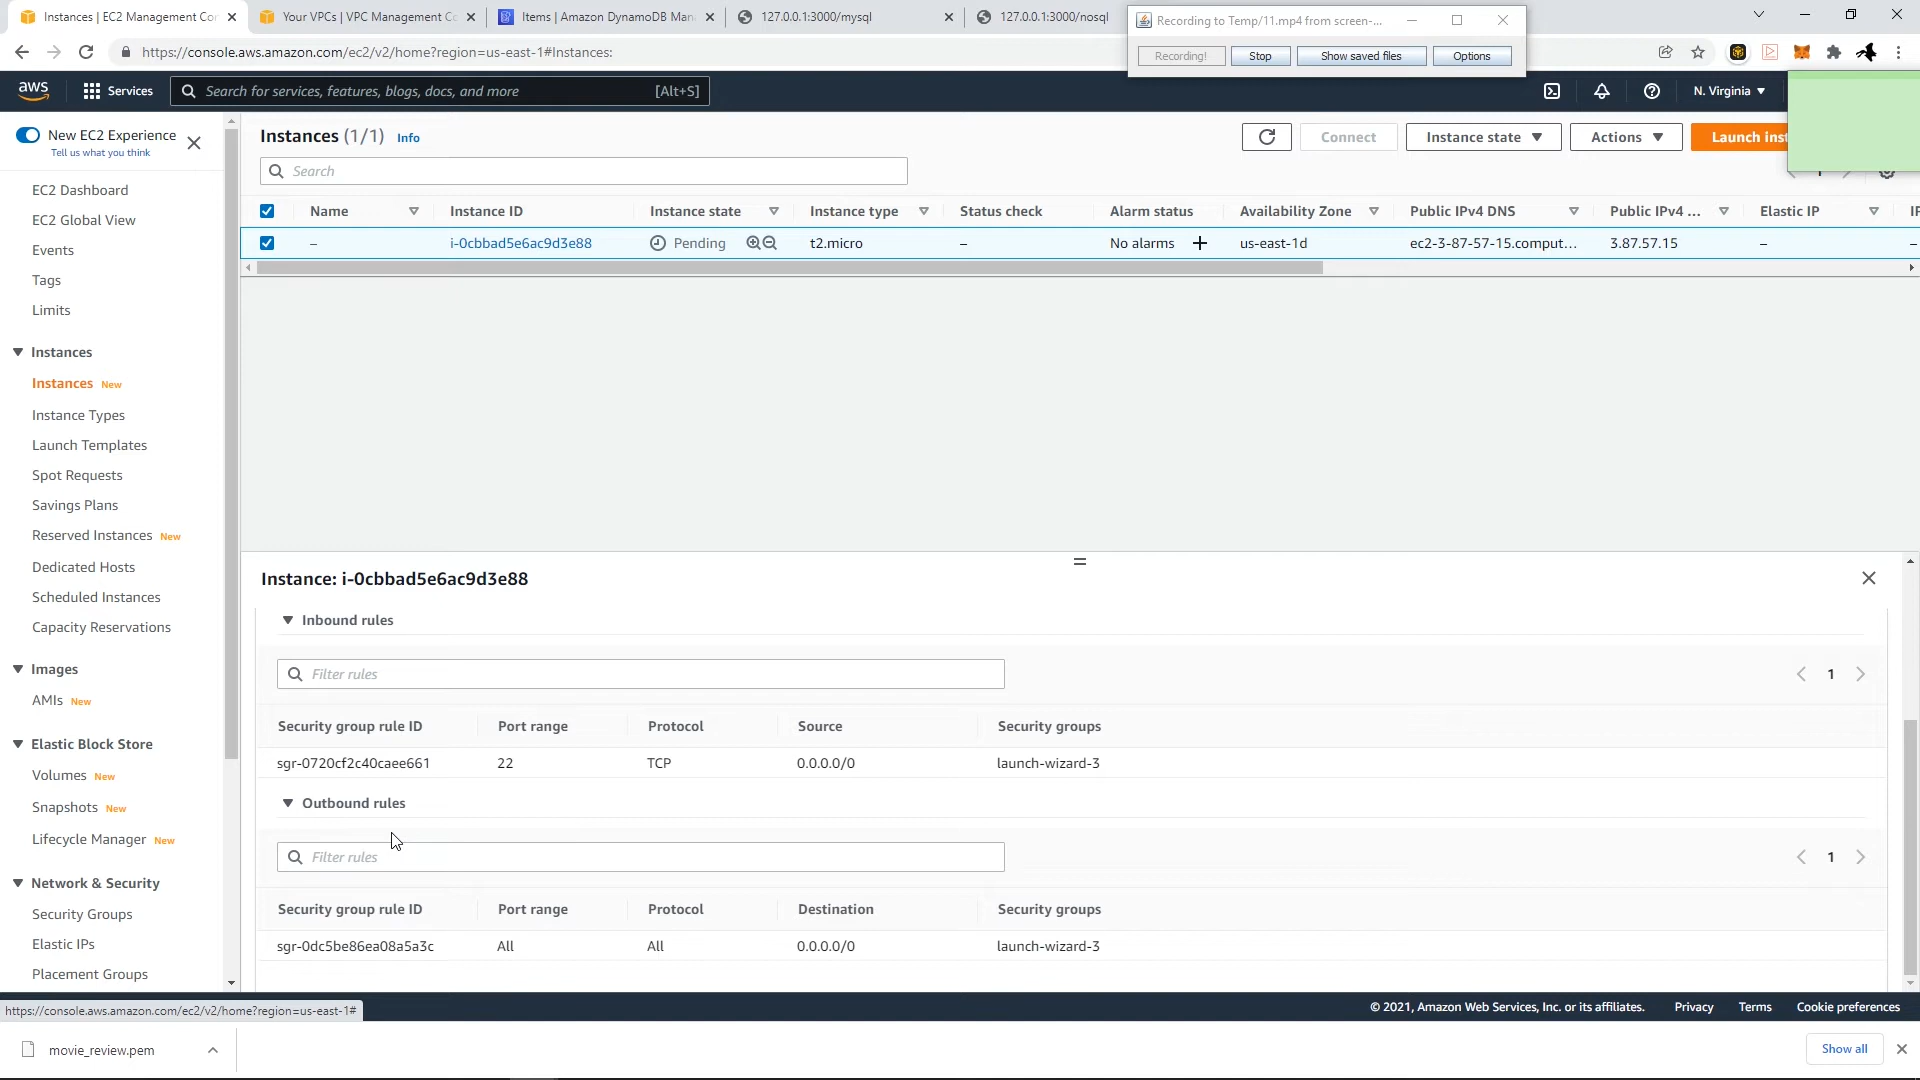 Instances | EC2 Management Con
Your VPCs | VPC Management Co
Items | Amazon DynamoDB Man
127.0.0.1:3000/mysql
127.0.0.1:3000/nosql
Recording to Temp/11.mp4 from screen-...
Recording!
Stop
Show saved files
Options
https://console.aws.amazon.com/ec2/v2/home?region=us-east-1#Instances:
aws
Services
Search for services, features, blogs, docs, and more
[Alt+S]
N. Virginia
New EC2 Experience
Tell us what you think
EC2 Dashboard
EC2 Global View
Events
Tags
Limits
Instances
Instances New
Instance Types
Launch Templates
Spot Requests
Savings Plans
Reserved Instances New
Dedicated Hosts
Scheduled Instances
Capacity Reservations
Images
AMIs New
Elastic Block Store
Volumes New
Snapshots New
Lifecycle Manager New
Network & Security
Security Groups
Elastic IPs
Placement Groups
Instances (1/1) Info
Connect
Instance state
Actions
Launch inst
Search
Name
Instance ID
Instance state
Instance type
Status check
Alarm status
Availability Zone
Public IPv4 DNS
Public IPv4 ...
Elastic IP
–
i-0cbbad5e6ac9d3e88
Pending
t2.micro
–
No alarms
us-east-1d
ec2-3-87-57-15.comput...
3.87.57.15
–
–
Instance: i-0cbbad5e6ac9d3e88
Inbound rules
Filter rules
1
Security group rule ID
Port range
Protocol
Source
Security groups
sgr-0720cf2c40caee661
22
TCP
0.0.0.0/0
launch-wizard-3
Outbound rules
Filter rules
1
Security group rule ID
Port range
Protocol
Destination
Security groups
sgr-0dc5be86ea08a5a3c
All
All
0.0.0.0/0
launch-wizard-3
https://console.aws.amazon.com/ec2/v2/home?region=us-east-1#
© 2021, Amazon Web Services, Inc. or its affiliates.
Privacy
Terms
Cookie preferences
movie_review.pem
Show all